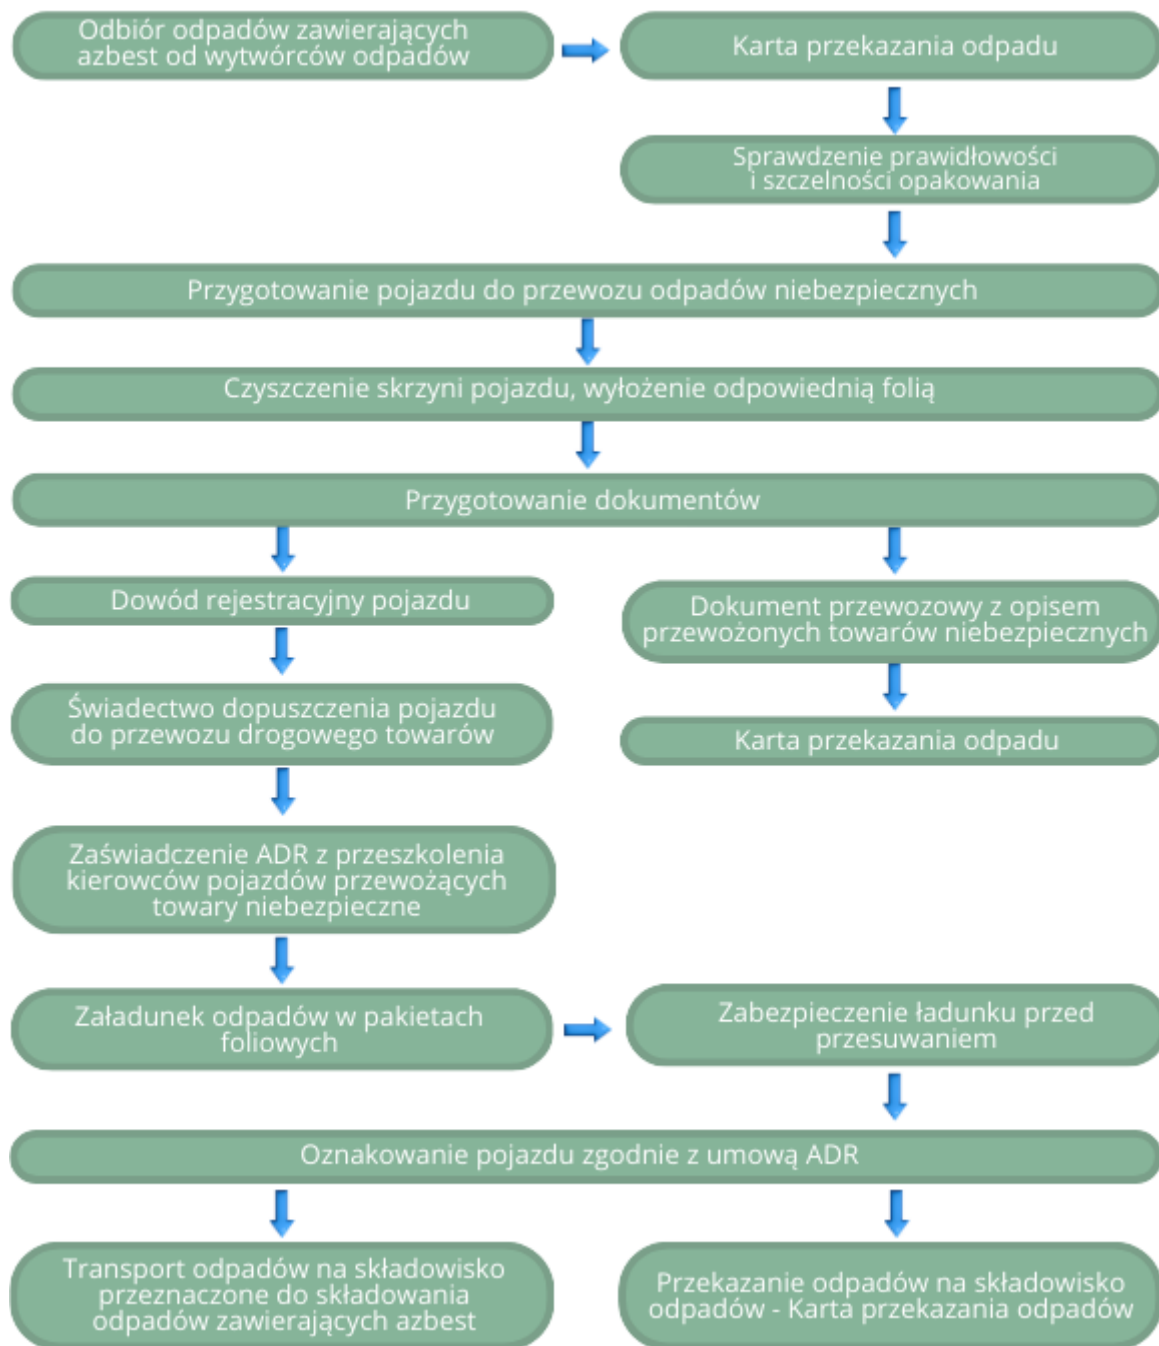 Odbiór odpadów zawierających
azbest od wytwórców odpadów
Karta przekazania odpadu
Sprawdzenie prawidłowości
i szczelności opakowania
Przygotowanie pojazdu do przewozu odpadów niebezpiecznych
Czyszczenie skrzyni pojazdu, wyłożenie odpowiednią folią
Przygotowanie dokumentów
Dowód rejestracyjny pojazdu
Świadectwo dopuszczenia pojazdu
do przewozu drogowego towarów
Zaświadczenie ADR z przeszkolenia
kierowców pojazdów przewożących
towary niebezpieczne
Dokument przewozowy z opisem
przewożonych towarów niebezpiecznych
Karta przekazania odpadu
Załadunek odpadów w pakietach
foliowych
Zabezpieczenie ładunku przed
przesuwaniem
Oznakowanie pojazdu zgodnie z umową ADR
Transport odpadów na składowisko
przeznaczone do składowania
odpadów zawierających azbest
Przekazanie odpadów na składowisko
odpadów - Karta przekazania odpadów